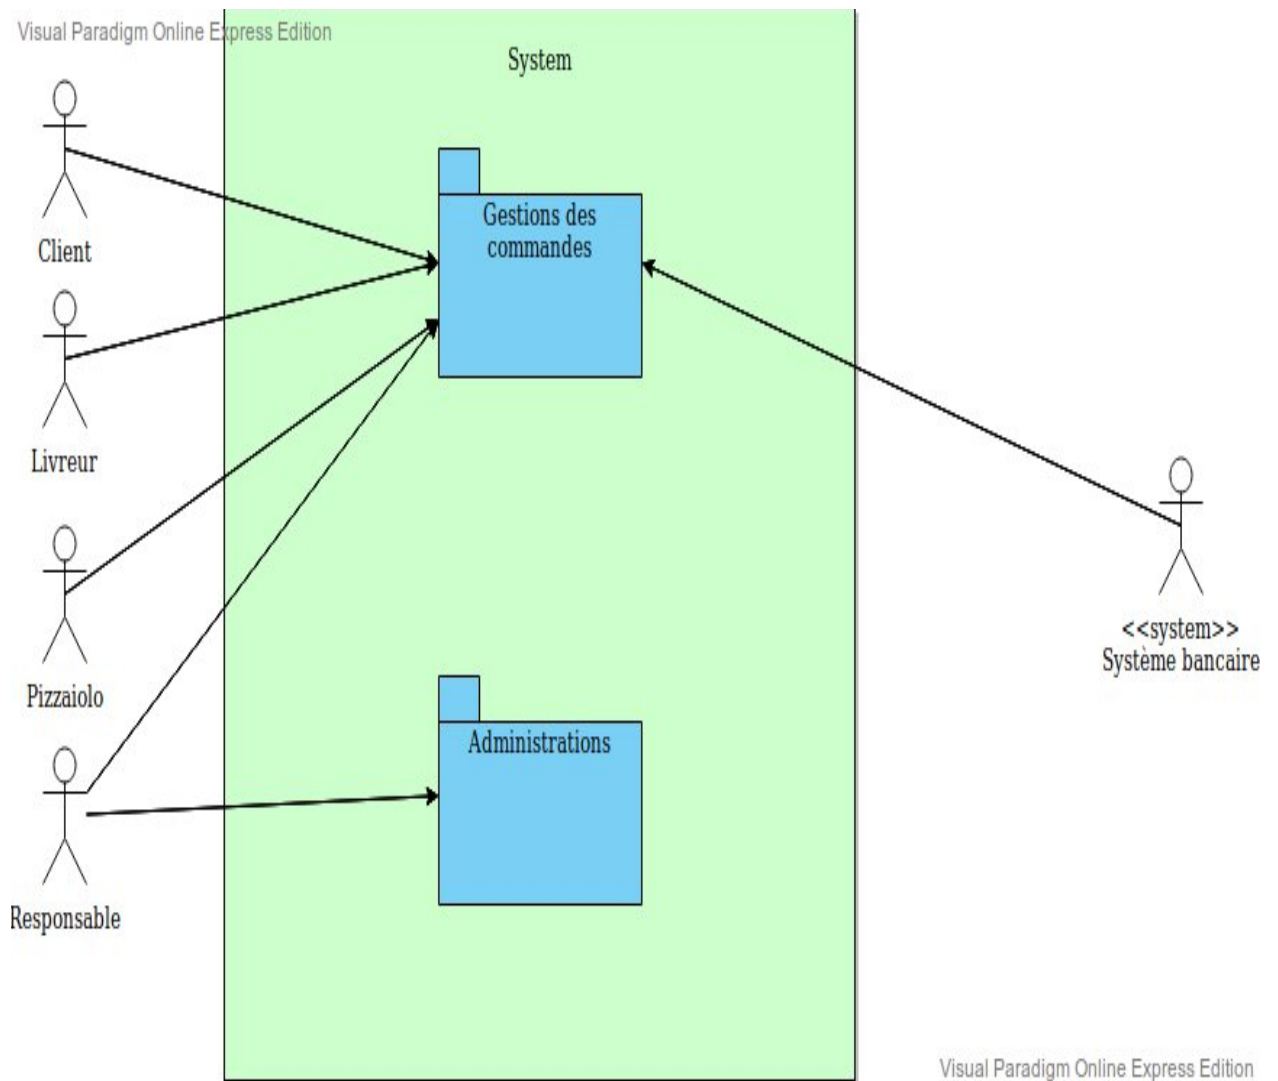 Visual Paradigm Online Express Edition
System
Client
Gestions des
commandes
Livreur
<<system>>
Système bancaire
Pizzaiolo
Administrations
Responsable
Visual Paradigm Online Express Edition